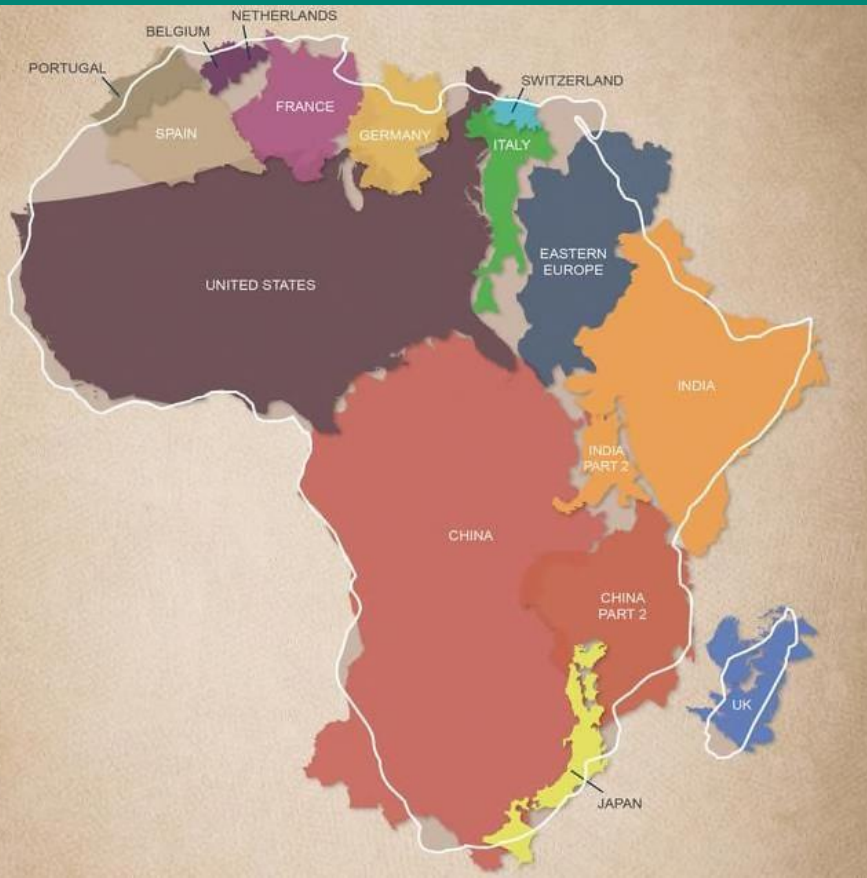 NETHERLANDS
BELGIUM
PORTUGAL
SWITZERLAND
FRANCE
SPAIN
GERMANY
ITALY
EASTERN
EUROPE
UNITED STATES
INDIA
INDIA
PART 2
CHINA
CHINA
PART 2
UK
JAPAN